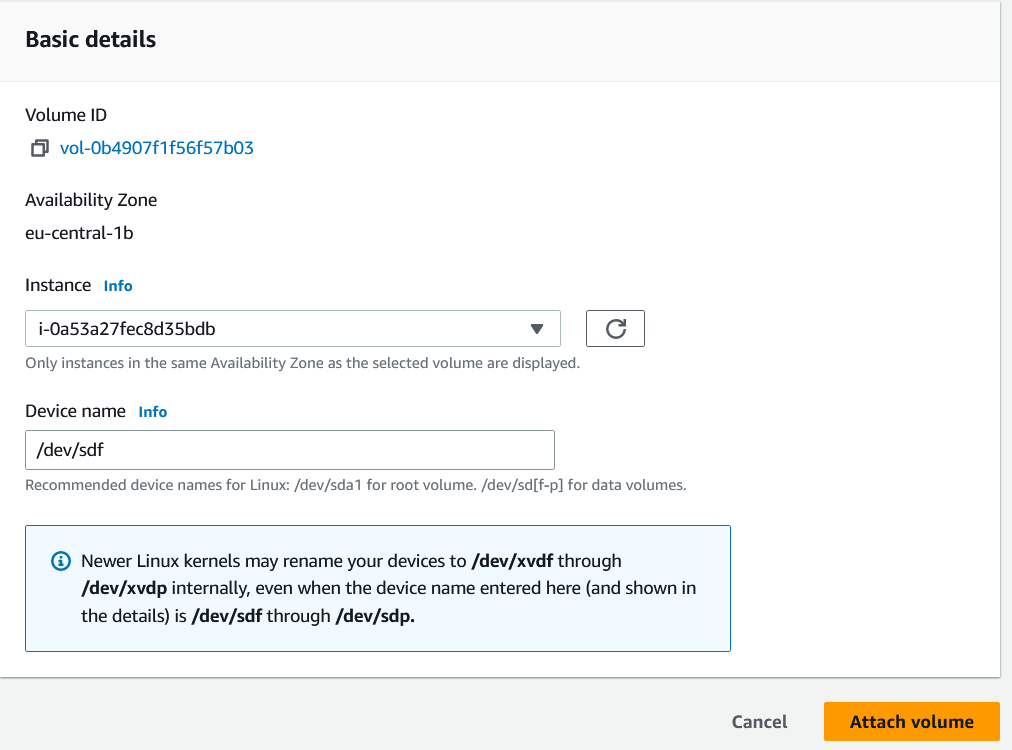 Basic details
Volume ID
vol-0b4907f1f56f57b03
Availability Zone
eu-central-1b
Instance Info
i-0a53a27fec8d35bdb
Only instances in the same Availability Zone as the selected volume are displayed.
Device name Info
/dev/sdf
Recommended device names for Linux: /dev/sda1 for root volume. /dev/sd[f-p] for data volumes.
Newer Linux kernels may rename your devices to /dev/xvdf through
/dev/xvdp internally, even when the device name entered here (and shown in
the details) is /dev/sdf through /dev/sdp.
Cancel Attach volume